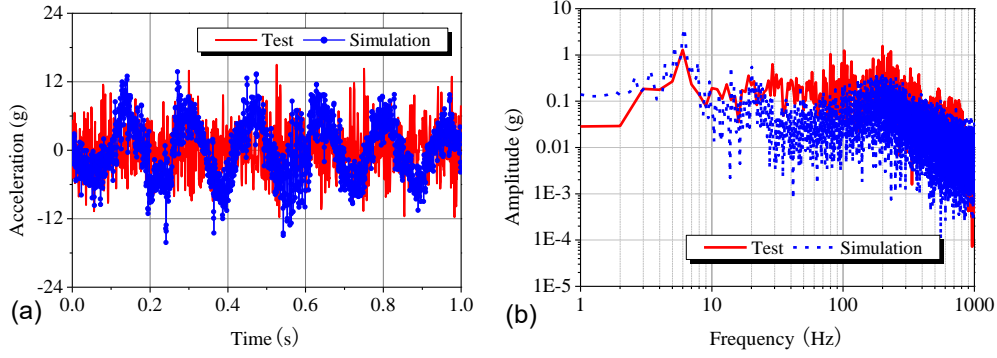 24
12
0
-12
-24
Acceleration (g)
Test
Simulation
0.0
0.2
0.4
0.6
0.8
1.0
Time (s)
(a)
10
1
0.1
0.01
1E-3
1E-4
1E-5
Amplitude (g)
Test
Simulation
1
10
100
1000
Frequency (Hz)
(b)